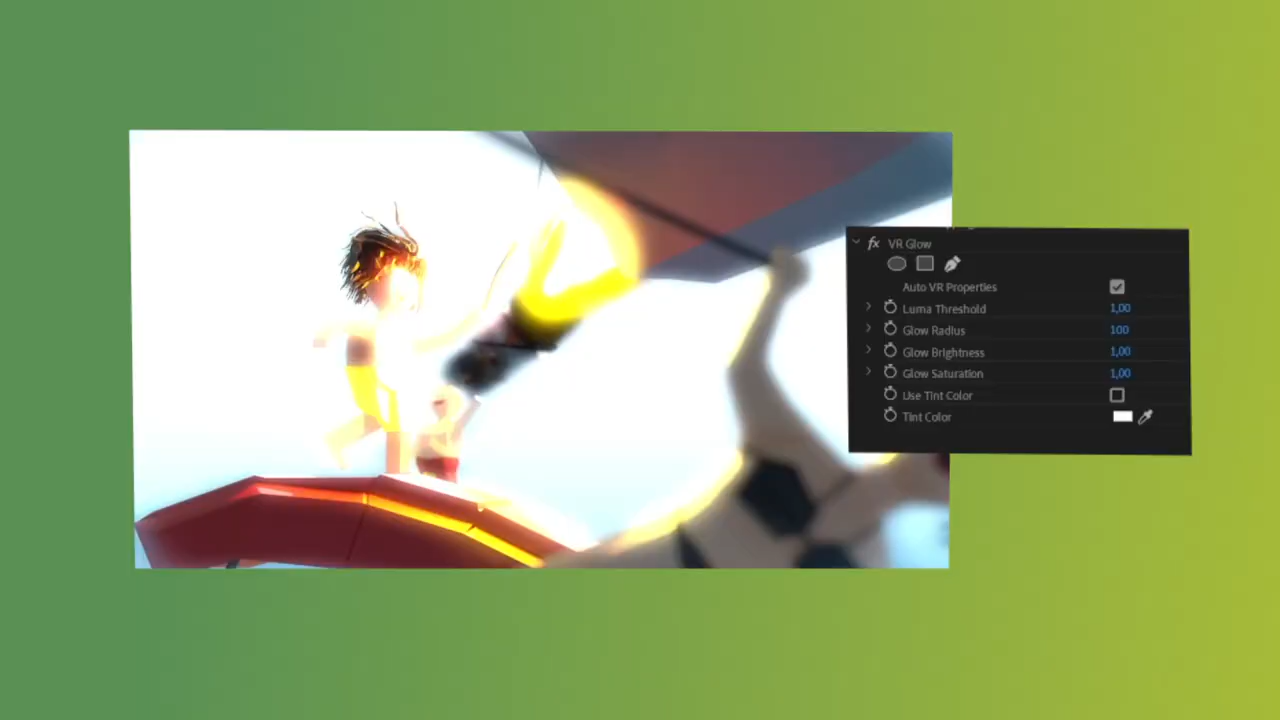 fx VR Glow
Auto VR Properties
Luma Threshold 1,00
Glow Radius 100
Glow Brightness 1,00
Glow Saturation 1,00
Use Tint Color
Tint Color